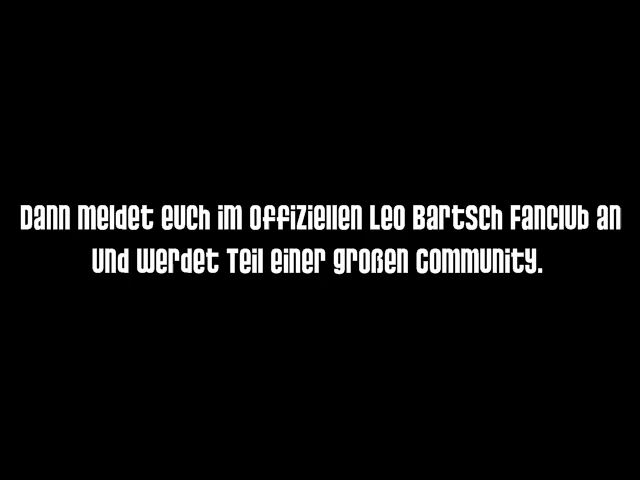 Dann meldet euch im Offiziellen Leo Bartsch Fanclub an
und werdet Teil einer großen Community.